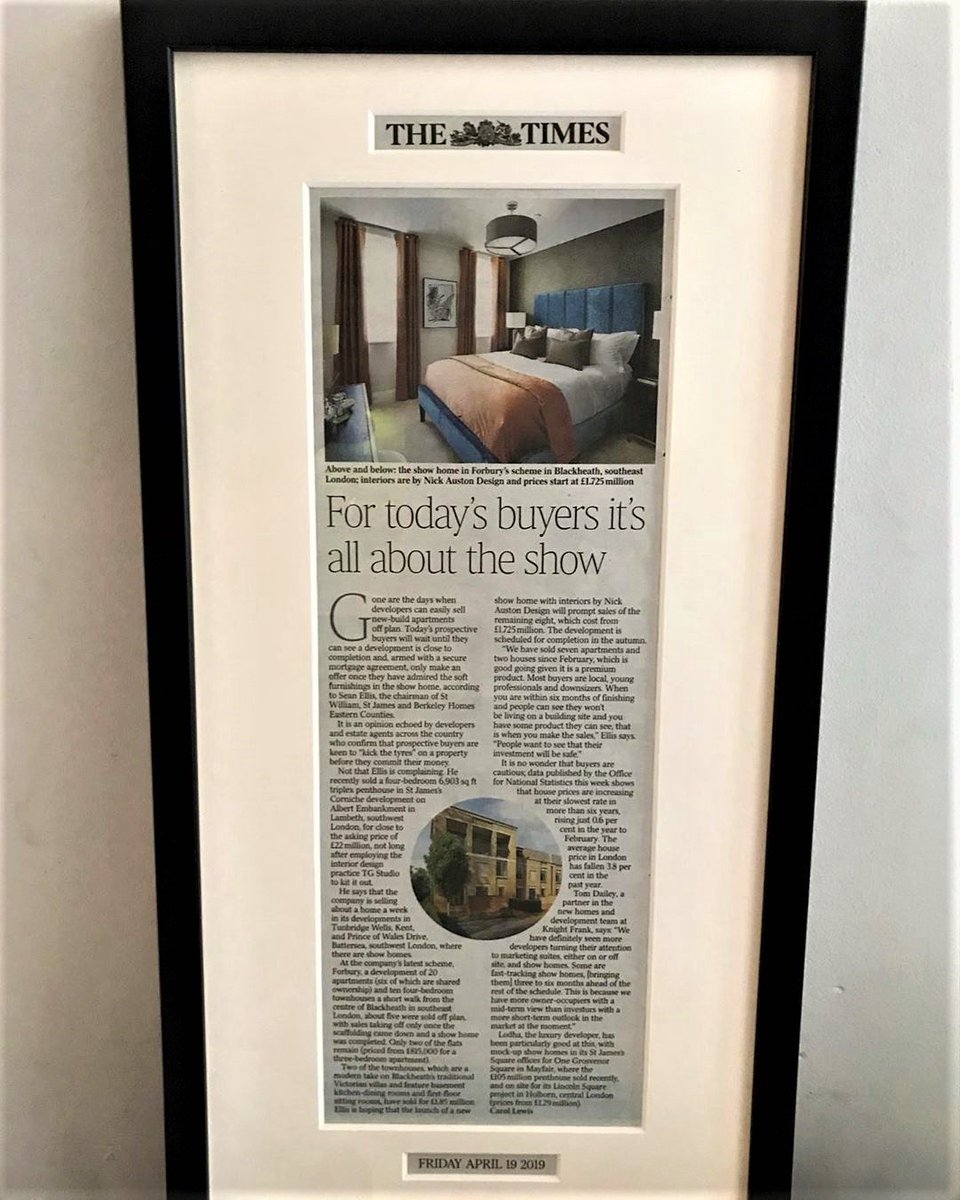 THE TIMES
Above and below: the show home in Forbury's scheme in Blackheath, southeast
London; interiors are by Nick Auston Design and prices start at £1.725 million
For today's buyers it's
all about the show
Gone are the days when
developers can easily sell
new-build apartments
off plan. Today's prospective
buyers will wait until they
can see a development is close to
completion and, armed with a secure
mortgage agreement, only make an
offer once they have admired the soft
furnishings in the show home, according
to Sean Ellis, the chairman of St
William, St James and Berkeley Homes
Eastern Counties.
It is an opinion echoed by developers
and estate agents across the country
who confirm that prospective buyers are
keen to "kick the tyres" on a property
before they commit their money.
Not that Ellis is complaining. He
recently sold a four-bedroom 6,903 sq ft
triplex penthouse in St James's
Corniche development on
Albert Embankment in
Lambeth, southwest
London, for close to
the asking price of
£22 million, not long
after employing the
interior design
practice TG Studio
to kit it out.
He says that the
company is selling
about a home a week
in its developments in
Tunbridge Wells, Kent,
and Prince of Wales Drive,
Battersea, southwest London, where
there are show homes.
At the company's latest scheme,
Forbury, a development of 20
apartments (six of which are shared
ownership) and ten four-bedroom
townhouses a short walk from the
centre of Blackheath in southeast
London, about five were sold off plan,
with sales taking off only once the
scaffolding came down and a show home
was completed. Only two of the flats
remain (priced from £815,000 for a
three-bedroom apartment).
Two of the townhouses, which are a
modern take on Blackheath's traditional
Victorian villas and feature basement
kitchen-dining rooms and first-floor
sitting rooms, have sold for £1.85 million.
Ellis is hoping that the launch of a new
show home with interiors by Nick
Auston Design will prompt sales of the
remaining eight, which cost from
£1.725 million. The development is
scheduled for completion in the autumn.
"We have sold seven apartments and
two houses since February, which is
good going given it is a premium
product. Most buyers are local, young
professionals and downsizers. When
you are within six months of finishing
and people can see they won't
be living on a building site and you
have some product they can see, that
is when you make the sales," Ellis says.
"People want to see that their
investment will be safe."
It is no wonder that buyers are
cautious; data published by the Office
for National Statistics this week shows
that house prices are increasing
at their slowest rate in
more than six years,
rising just 0.6 per
cent in the year to
February. The
average house
price in London
has fallen 3.8 per
cent in the
past year.
Tom Dailey, a
partner in the
new homes and
development team at
Knight Frank, says: "We
have definitely seen more
developers turning their attention
to marketing suites, either on or off
site, and show homes. Some are
fast-tracking show homes, [bringing
them] three to six months ahead of the
rest of the schedule. This is because we
have more owner-occupiers with a
mid-term view than investors with a
more short-term outlook in the
market at the moment."
Lodha, the luxury developer, has
been particularly good at this, with
mock-up show homes in its St James's
Square offices for One Grosvenor
Square in Mayfair, where the
£105 million penthouse sold recently,
and on site for its Lincoln Square
project in Holborn, central London
(prices from £1.29 million).
Carol Lewis
FRIDAY APRIL 19 2019